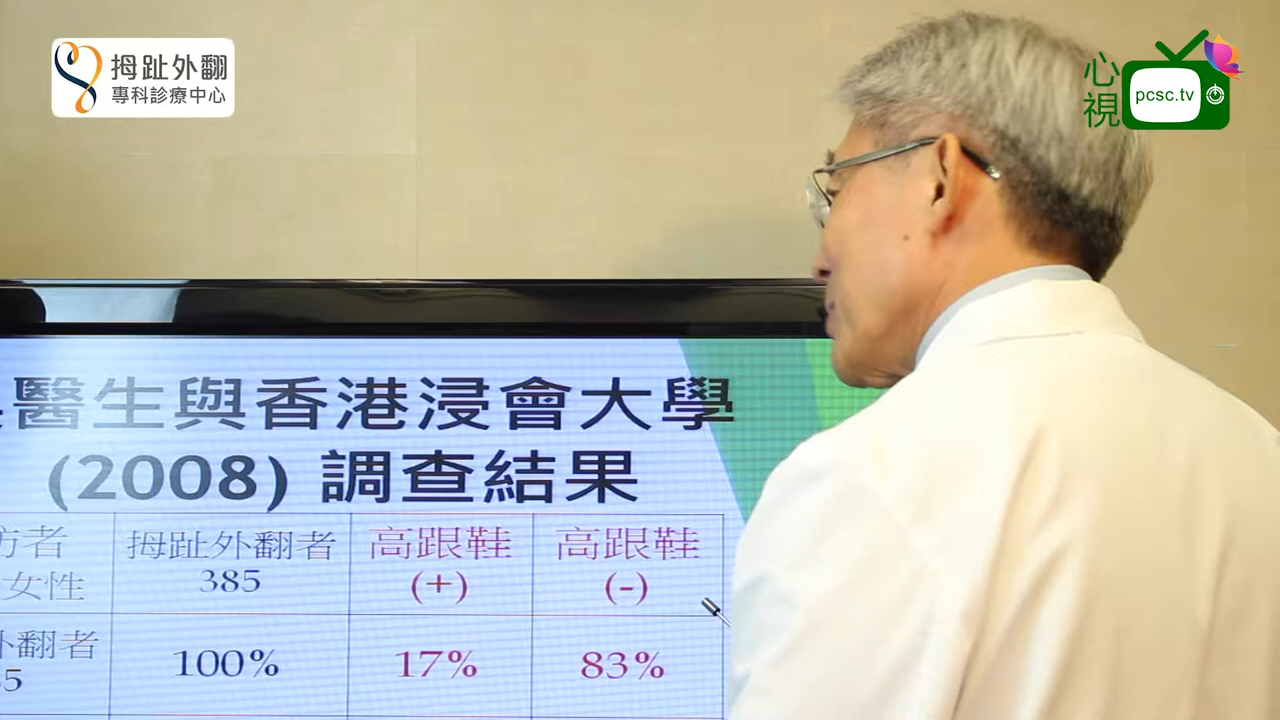 拇趾外翻
專科診療中心
心視
pcsc.tv
醫生與香港浸會大學
(2008) 調查結果
者 拇趾外翻者 高跟鞋 高跟鞋
女性 385 (+) (-)
翻者
5 100% 17% 83%